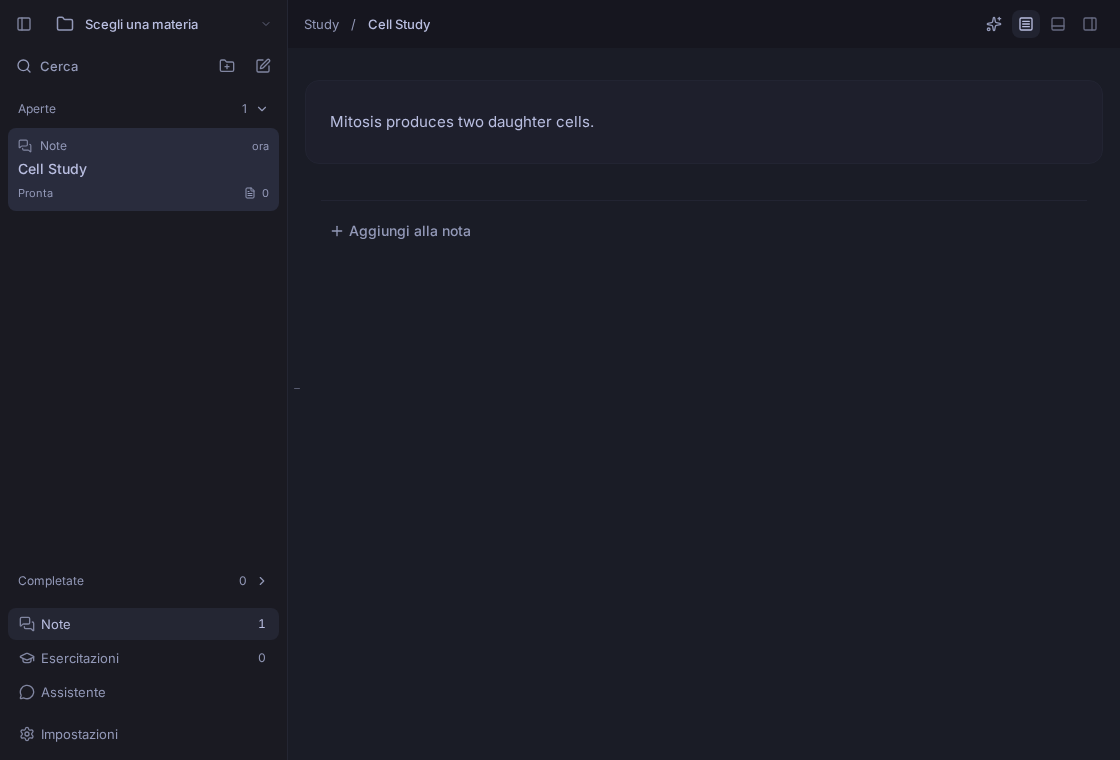 Scegli una materia
Study / Cell Study
Cerca
Aperte 1
Note ora
Cell Study
Pronta 0
Mitosis produces two daughter cells.
+ Aggiungi alla nota
Completate 0
Note 1
Esercitazioni 0
Assistente
Impostazioni